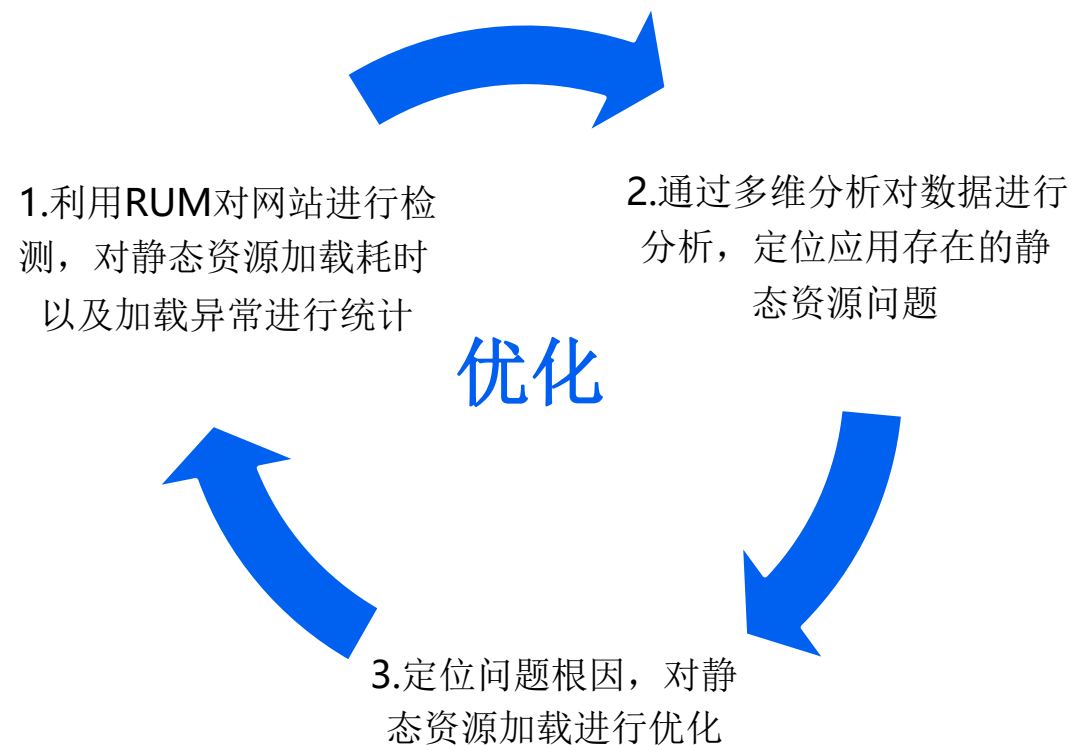 1.利用RUM对网站进行检
测，对静态资源加载耗时
以及加载异常进行统计
2.通过多维分析对数据进行
分析，定位应用存在的静
态资源问题
优化
3.定位问题根因，对静
态资源加载进行优化